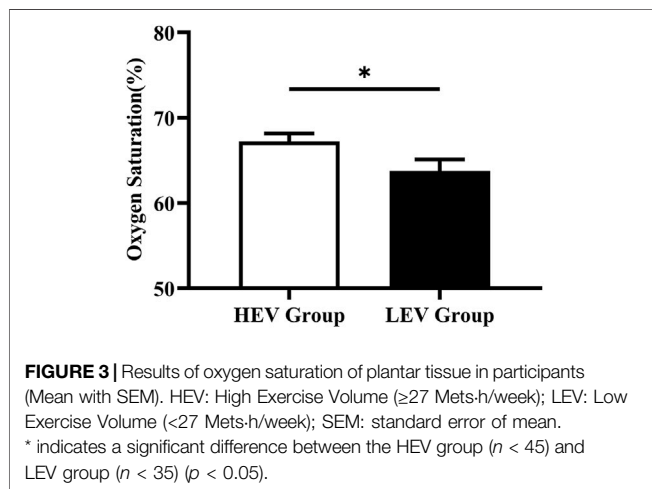 80
*
70
60
50
Oxygen Saturation(%)
HEV Group LEV Group
FIGURE 3 | Results of oxygen saturation of plantar tissue in participants
(Mean with SEM). HEV: High Exercise Volume (≥27 Mets·h/week); LEV: Low
Exercise Volume (<27 Mets·h/week); SEM: standard error of mean.
* indicates a significant difference between the HEV group (n < 45) and
LEV group (n < 35) (p < 0.05).